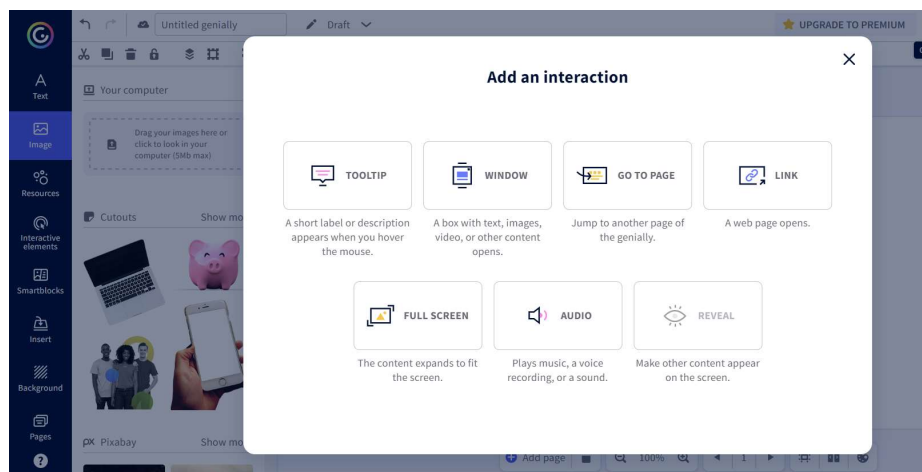 Untitled genially
Draft
UPGRADE TO PREMIUM
Text
Image
Resources
Interactive
elements
Smartblocks
Insert
Background
Pages
Your computer
Drag your images here or
click to look in your
computer (5Mb max)
Cutouts
Show mo
px Pixabay
Show mo
Add an interaction
TOOLTIP
A short label or description
appears when you hover
the mouse.
WINDOW
A box with text, images,
video, or other content
opens.
GO TO PAGE
Jump to another page of
the genially.
LINK
A web page opens.
FULL SCREEN
The content expands to fit
the screen.
AUDIO
Plays music, a voice
recording, or a sound.
REVEAL
Make other content appear
on the screen.
Add page
100%
1